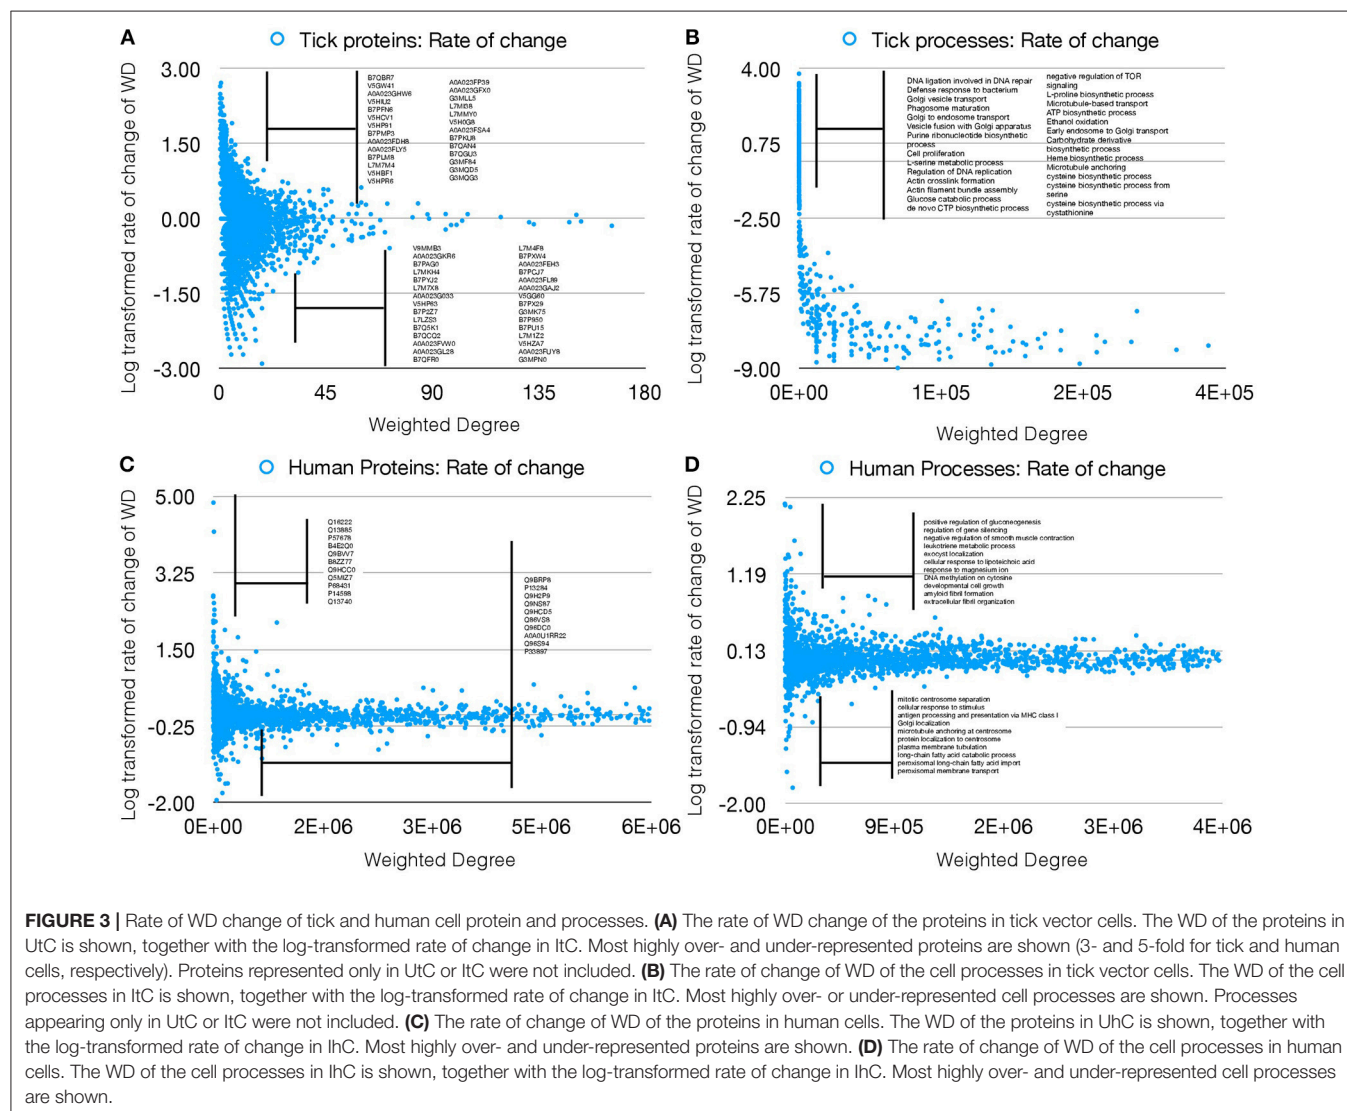 A
Tick proteins: Rate of change
Log transformed rate of change of WD
3.00
1.50
0.00
-1.50
-3.00
0
45
90
135
180
Weighted Degree
B7QBR7
V5GW41
A0A023GHW6
V5HIU2
B7PFN6
V5HCV1
V5HP91
B7PMP3
A0A023FDH8
A0A023FLY5
B7PLM8
L7M7M4
V5HBF1
V5HPR6
A0A023FP39
A0A023GFX0
G3MLL5
L7MI38
L7MMY0
V5H0G8
A0A023FSA4
B7PKU8
B7QAN4
B7QGU3
G3MF84
G3MQD5
G3MQG3
V9MMB3
A0A023GKR6
B7PAG0
L7MKH4
B7PYJ2
L7M7X8
A0A023G033
V5HP83
B7P2Z7
L7LZS3
B7Q5K1
B7QCQ2
A0A023FVW0
A0A023GL28
B7QFR0
L7M4F8
B7PXW4
A0A023FEH3
B7PCJ7
A0A023FL89
A0A023GAJ2
V5GG60
B7PX29
G3MK75
B7P950
B7PU15
L7M1Z2
V5HZA7
A0A023FUY8
G3MPN0
B
Tick processes: Rate of change
Log transformed rate of change of WD
4.00
0.75
-2.50
-5.75
-9.00
0E+00
1E+05
2E+05
4E+05
Weighted Degree
DNA ligation involved in DNA repair
Defense response to bacterium
Golgi vesicle transport
Phagosome maturation
Golgi to endosome transport
Vesicle fusion with Golgi apparatus
Purine ribonucleotide biosynthetic
process
Cell proliferation
L-serine metabolic process
Regulation of DNA replication
Actin crosslink formation
Actin filament bundle assembly
Glucose catabolic process
de novo CTP biosynthetic process
negative regulation of TOR
signaling
L-proline biosynthetic process
Microtubule-based transport
ATP biosynthetic process
Ethanol oxidation
Early endosome to Golgi transport
Carbohydrate derivative
biosynthetic process
Heme biosynthetic process
Microtubule anchoring
cysteine biosynthetic process
cysteine biosynthetic process from
serine
cysteine biosynthetic process via
cystathionine
C
Human Proteins: Rate of change
Log transformed rate of change of WD
5.00
3.25
1.50
-0.25
-2.00
0E+00
2E+06
3E+06
5E+06
6E+06
Weighted Degree
Q16222
Q13885
P57678
B4E2Q0
Q9BVV7
B8ZZ77
Q9HCC0
Q5MIZ7
P68431
P14598
Q13740
Q9BRP8
P13284
Q9H2P9
Q9NS87
Q9HCD5
Q86VS8
Q96DC0
A0A0U1RR22
Q96S94
P33897
D
Human Processes: Rate of change
Log transformed rate of change of WD
2.25
1.19
0.13
-0.94
-2.00
0E+00
9E+05
2E+06
3E+06
4E+06
Weighted Degree
positive regulation of gluconeogenesis
regulation of gene silencing
negative regulation of smooth muscle contraction
leukotriene metabolic process
exocyst localization
cellular response to lipoteichoic acid
response to magnesium ion
DNA methylation on cytosine
developmental cell growth
amyloid fibril formation
extracellular fibril organization
mitotic centrosome separation
cellular response to stimulus
antigen processing and presentation via MHC class I
Golgi localization
microtubule anchoring at centrosome
protein localization to centrosome
plasma membrane tubulation
long-chain fatty acid catabolic process
peroxisomal long-chain fatty acid import
peroxisomal membrane transport
FIGURE 3 | Rate of WD change of tick and human cell protein and processes. (A) The rate of WD change of the proteins in tick vector cells. The WD of the proteins in
UtC is shown, together with the log-transformed rate of change in ItC. Most highly over- and under-represented proteins are shown (3- and 5-fold for tick and human
cells, respectively). Proteins represented only in UtC or ItC were not included. (B) The rate of change of WD of the cell processes in tick vector cells. The WD of the cell
processes in ItC is shown, together with the log-transformed rate of change in ItC. Most highly over- or under-represented cell processes are shown. Processes
appearing only in UtC or ItC were not included. (C) The rate of change of WD of the proteins in human cells. The WD of the proteins in UhC is shown, together with
the log-transformed rate of change in IhC. Most highly over- and under-represented proteins are shown. (D) The rate of change of WD of the cell processes in human
cells. The WD of the cell processes in IhC is shown, together with the log-transformed rate of change in IhC. Most highly over- and under-represented cell processes
are shown.